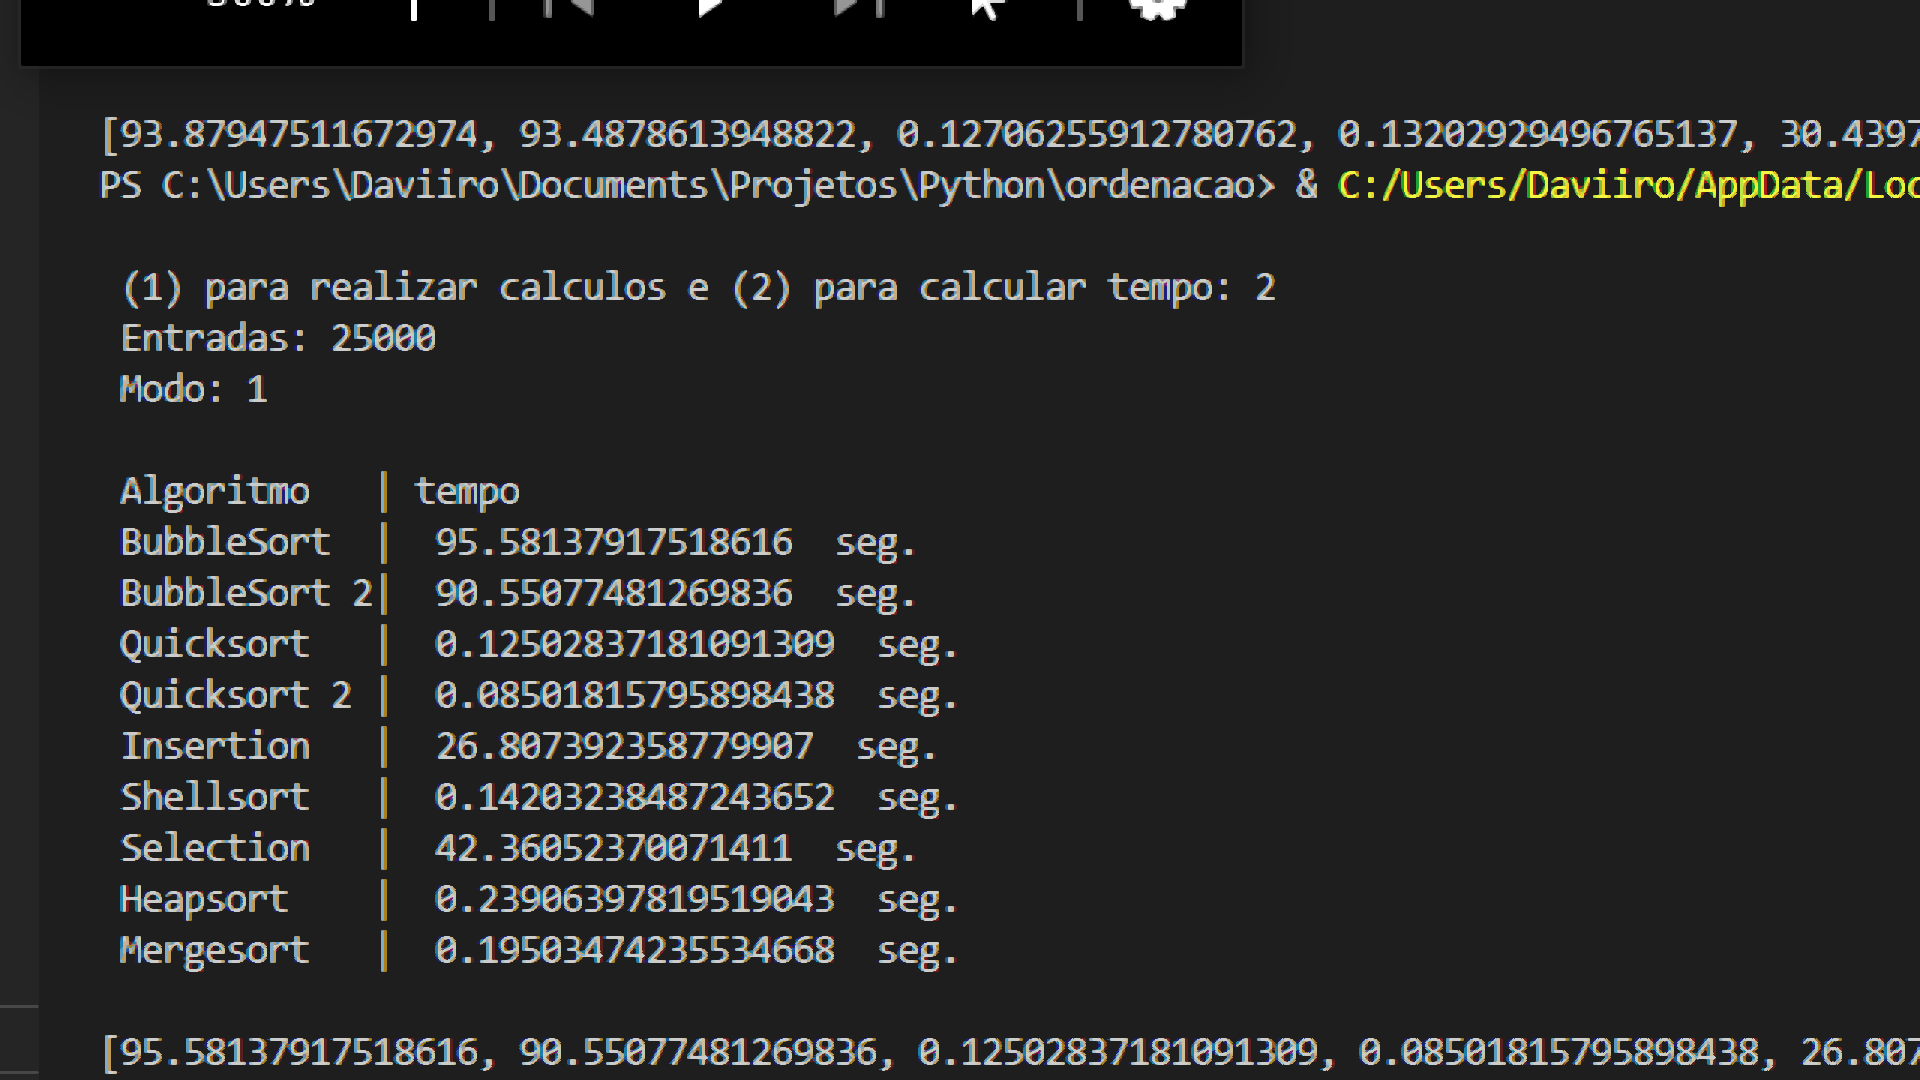 [93.87947511672974, 93.4878613948822, 0.12706255912780762, 0.13202929496765137, 30.4397
PS C:\Users\Daviiro\Documents\Projetos\Python\ordenacao> & C:/Users/Daviiro/AppData/Loc
(1) para realizar calculos e (2) para calcular tempo: 2
Entradas: 25000
Modo: 1
Algoritmo | tempo
BubbleSort | 95.58137917518616 seg.
BubbleSort 2| 90.55077481269836 seg.
Quicksort | 0.12502837181091309 seg.
Quicksort 2 | 0.08501815795898438 seg.
Insertion | 26.807392358779907 seg.
Shellsort | 0.14203238487243652 seg.
Selection | 42.36052370071411 seg.
Heapsort | 0.23906397819519043 seg.
Mergesort | 0.19503474235534668 seg.
[95.58137917518616, 90.55077481269836, 0.12502837181091309, 0.08501815795898438, 26.807